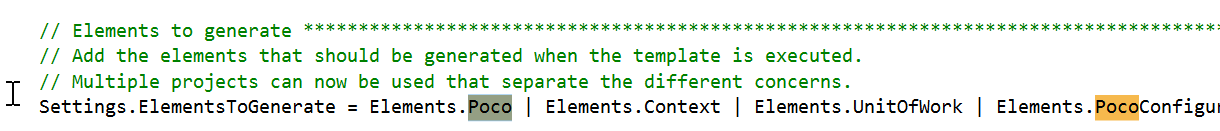 // Elements to generate **********************************************************************************
// Add the elements that should be generated when the template is executed.
// Multiple projects can now be used that separate the different concerns.
Settings.ElementsToGenerate = Elements.Poco | Elements.Context | Elements.UnitOfWork | Elements.PocoConfigu